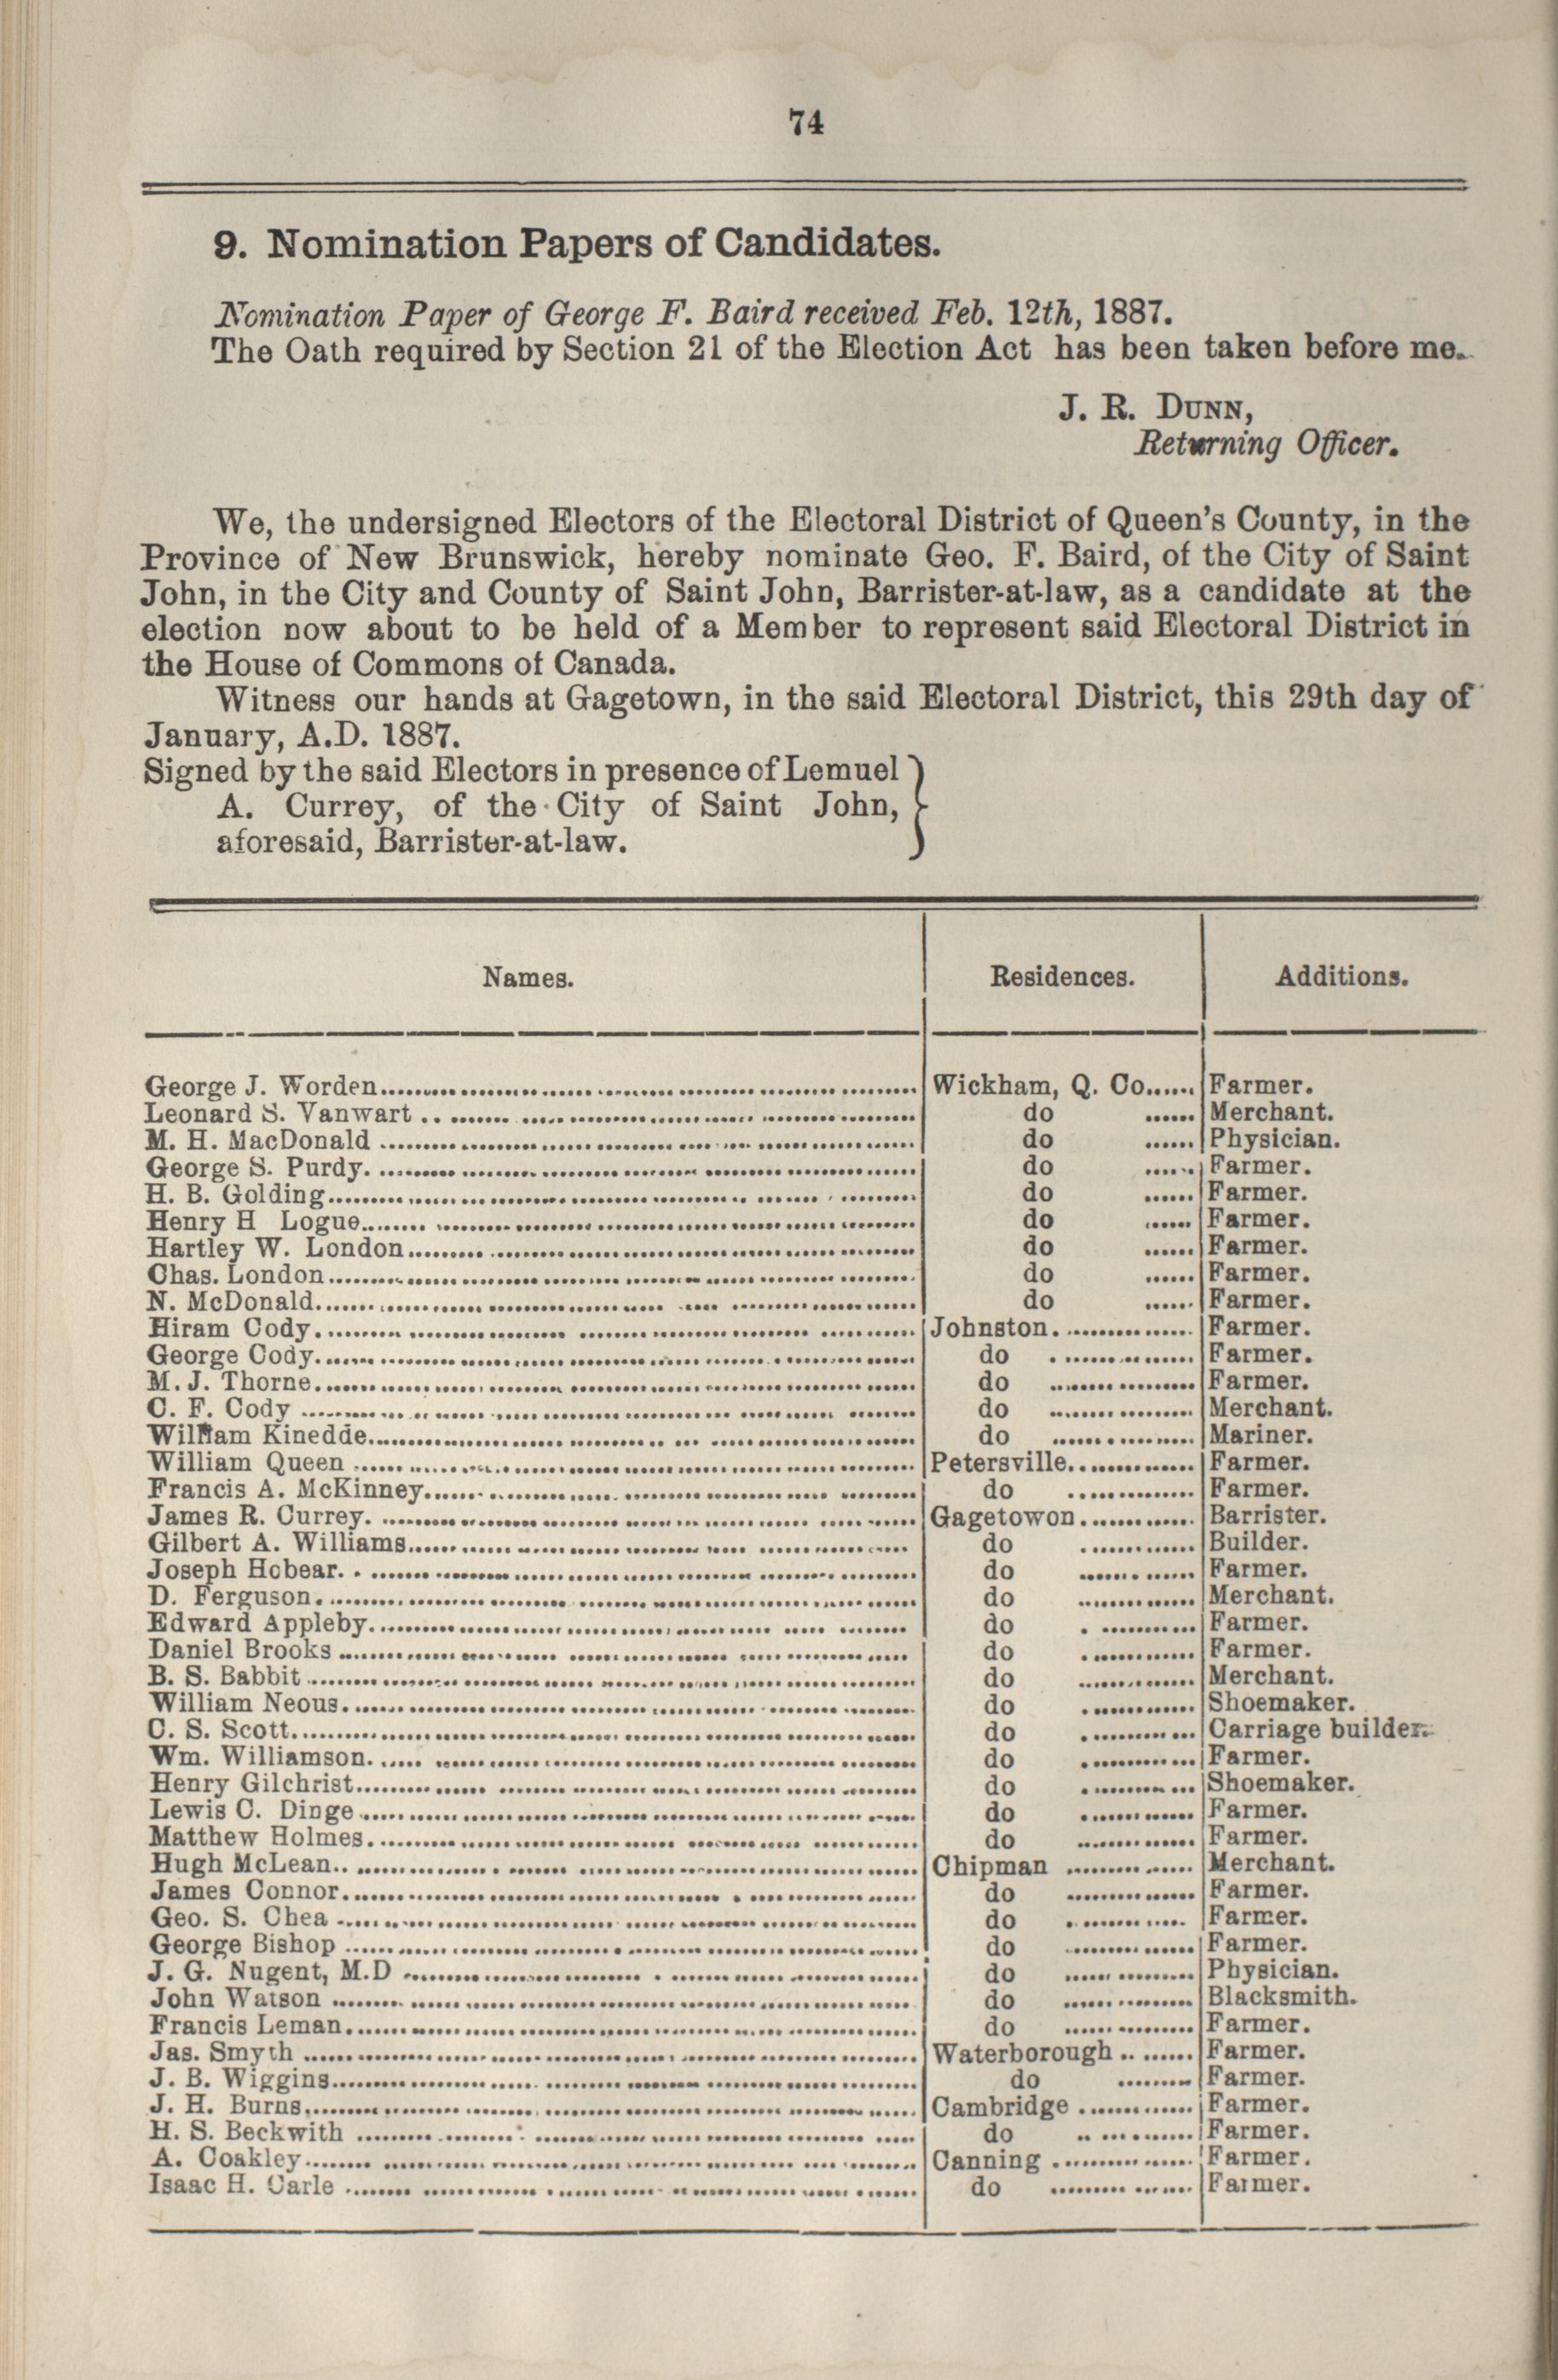 74
9. Nomination Papers of Candidates.
Nomination Paper of George F. Baird received Feb. 12th, 1887.
The Oath required by Section 21 of the Election Act has been taken before me.
J. R. DUNN,
Returning Officer.
We, the undersigned Electors of the Electoral District of Queen's County, in the
Province of New Brunswick, hereby nominate Geo. F. Baird, of the City of Saint
John, in the City and County of Saint John, Barrister-at-law, as a candidate at the
election now about to be held of a Member to represent said Electoral District in
the House of Commons of Canada.
Witness our hands at Gagetown, in the said Electoral District, this 29th day of
January, A.D. 1887.
Signed by the said Electors in presence of Lemuel
A. Currey, of the City of Saint John,
aforesaid, Barrister-at-law.
Names. Residences. Additions.
George J. Worden Wickham, Q. Co. Farmer.
Leonard S. Vanwart do Merchant.
M. H. MacDonald do Physician.
George S. Purdy. do Farmer.
H. B. Golding do Farmer.
Henry H Logue do Farmer.
Hartley W. London do Farmer.
Chas. London do Farmer.
N. McDonald do Farmer.
Hiram Cody. Johnston. Farmer.
George Cody. do Farmer.
M. J. Thorne. do Farmer.
C. F. Cody do Merchant.
William Kinedde do Mariner.
William Queen Petersville. Farmer.
Francis A. McKinney do Farmer.
James R. Currey. Gagetowon. Barrister.
Gilbert A. Williams do Builder.
Joseph Hobear. do Farmer.
D. Ferguson. do Merchant.
Edward Appleby. do Farmer.
Daniel Brooks do Farmer.
B. S. Babbit do Merchant.
William Neous. do Shoemaker.
C. S. Scott do Carriage builder.
Wm. Williamson. do Farmer.
Henry Gilchrist do Shoemaker.
Lewis C. Dinge do Farmer.
Matthew Holmes. do Farmer.
Hugh McLean Chipman Merchant.
James Connor. do Farmer.
Geo. S. Chea do Farmer.
George Bishop do Farmer.
J. G. Nugent, M.D do Physician.
John Watson do Blacksmith.
Francis Leman. do Farmer.
Jas. Smyth Waterborough Farmer.
J. B. Wiggins do Farmer.
J. H. Burns Cambridge Farmer.
H. S. Beckwith do Farmer.
A. Coakley Canning Farmer.
Isaac H. Carle do Farmer.